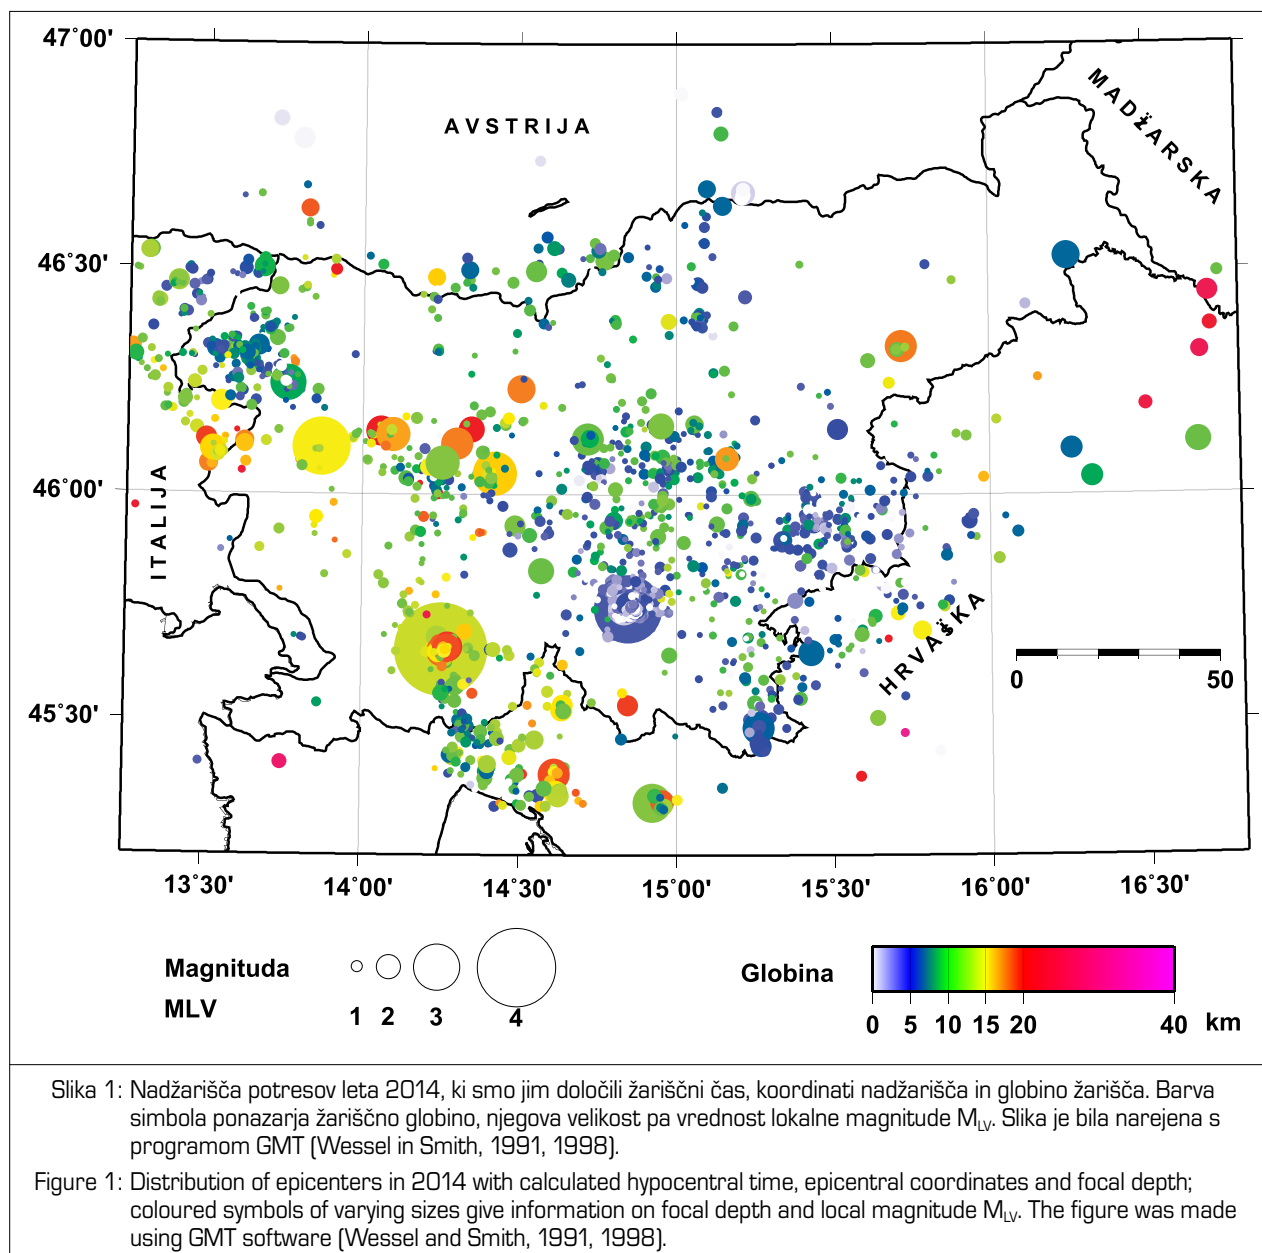 47°00'
AVSTRIJA
MADŽARSKA
46°30'
46°00'
ITALIJA
HRVAŠKA
0 50
45°30'
13°30' 14°00' 14°30' 15°00' 15°30' 16°00' 16°30'
Magnituda
MLV
1 2 3 4
Globina
0 5 10 15 20 40 km
Slika 1: Nadžarišča potresov leta 2014, ki smo jim določili žariščni čas, koordinati nadžarišča in globino žarišča. Barva
simbola ponazarja žariščno globino, njegova velikost pa vrednost lokalne magnitude MLV. Slika je bila narejena s
programom GMT (Wessel in Smith, 1991, 1998).
Figure 1: Distribution of epicenters in 2014 with calculated hypocentral time, epicentral coordinates and focal depth;
coloured symbols of varying sizes give information on focal depth and local magnitude MLV. The figure was made
using GMT software (Wessel and Smith, 1991, 1998).